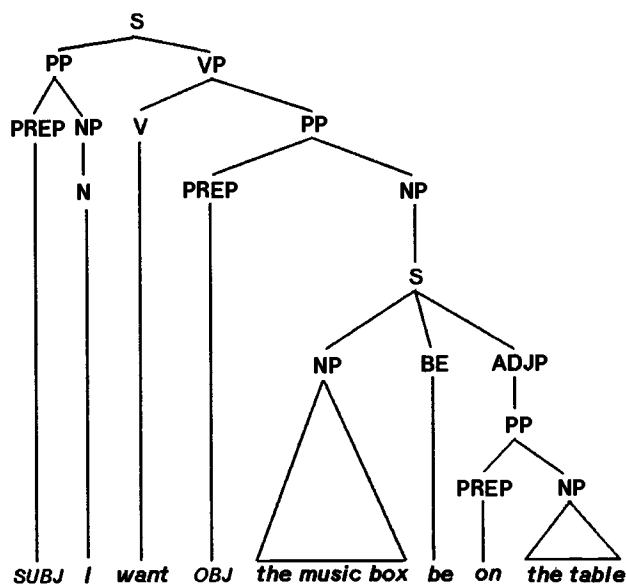 S
PP VP
PREP NP V PP
N PREP NP
S
NP BE ADJP
PP
PREP NP
SUBJ I want OBJ the music box be on the table